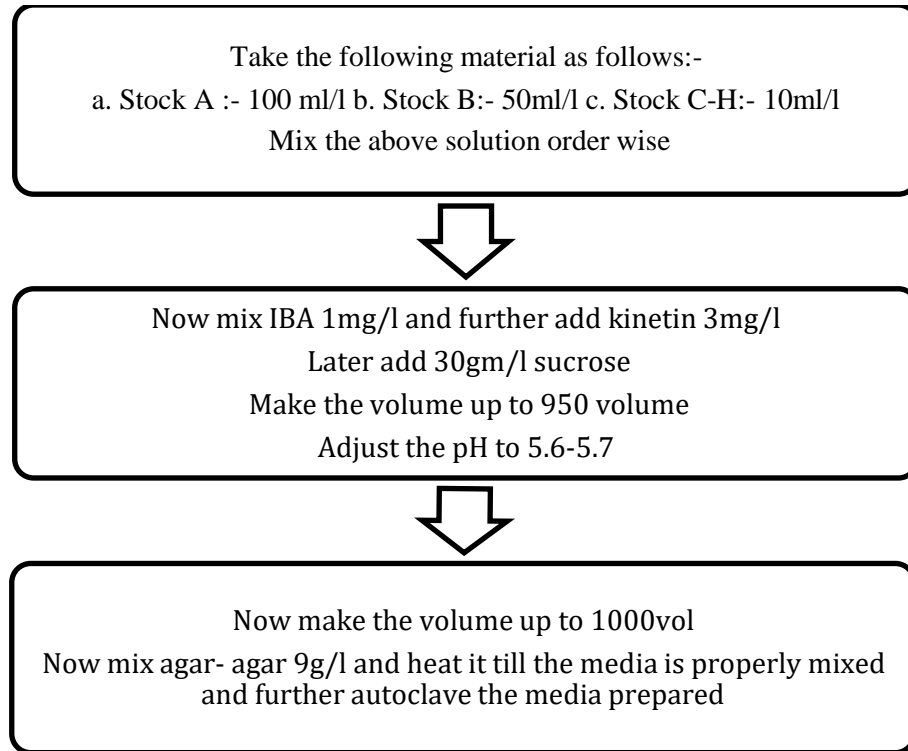 Take the following material as follows:-
a. Stock A :- 100 ml/l b. Stock B:- 50ml/l c. Stock C-H:- 10ml/l
Mix the above solution order wise
Now mix IBA 1mg/l and further add kinetin 3mg/l
Later add 30gm/l sucrose
Make the volume up to 950 volume
Adjust the pH to 5.6-5.7
Now make the volume up to 1000vol
Now mix agar- agar 9g/l and heat it till the media is properly mixed
and further autoclave the media prepared